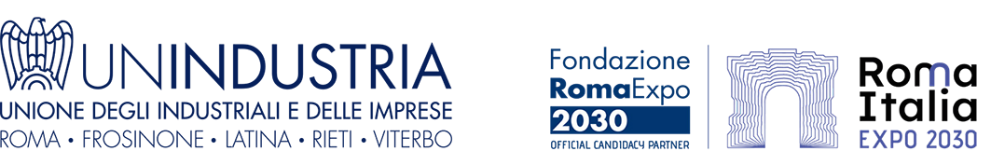 UNINDUSTRIA
UNIONE DEGLI INDUSTRIALI E DELLE IMPRESE
ROMA • FROSINONE • LATINA • RIETI • VITERBO
Fondazione
RomaExpo
2030
OFFICIAL CANDIDACY PARTNER
Roma
Italia
EXPO 2030